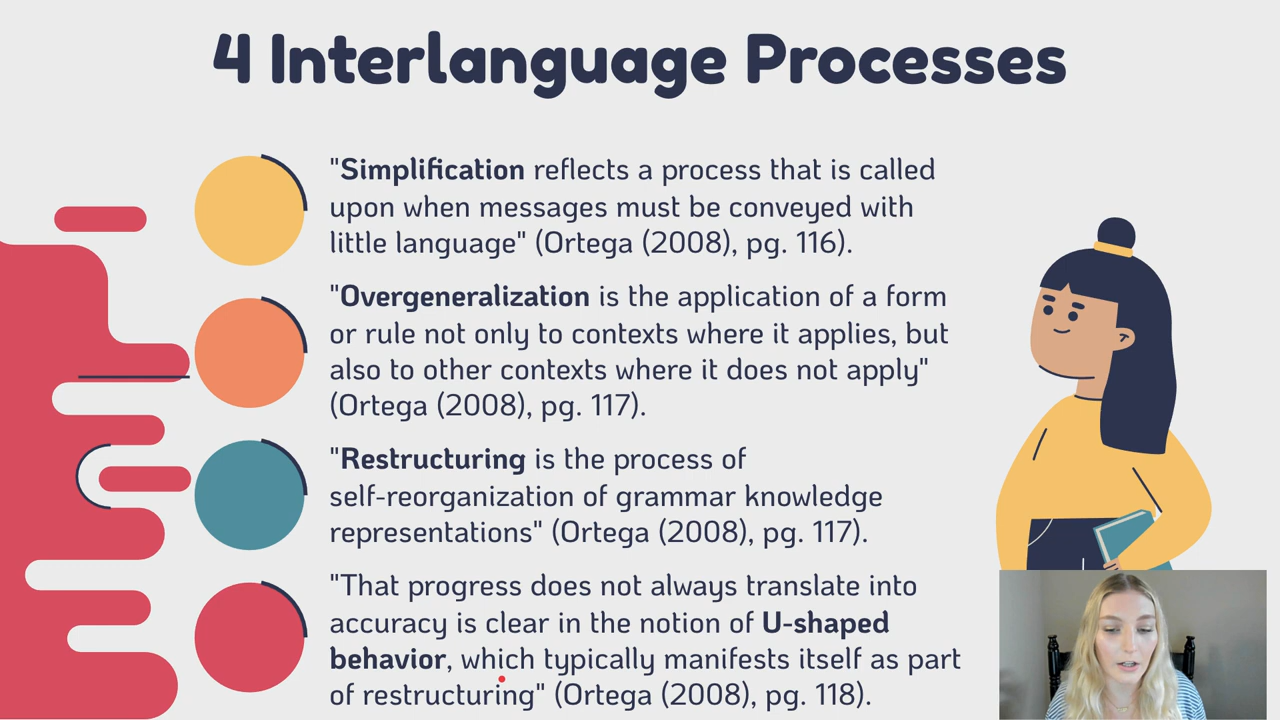 4 Interlanguage Processes
"Simplification reflects a process that is called
upon when messages must be conveyed with
little language" (Ortega (2008), pg. 116).
"Overgeneralization is the application of a form
or rule not only to contexts where it applies, but
also to other contexts where it does not apply"
(Ortega (2008), pg. 117).
"Restructuring is the process of
self-reorganization of grammar knowledge
representations" (Ortega (2008), pg. 117).
"That progress does not always translate into
accuracy is clear in the notion of U-shaped
behavior, which typically manifests itself as part
of restructuring" (Ortega (2008), pg. 118).